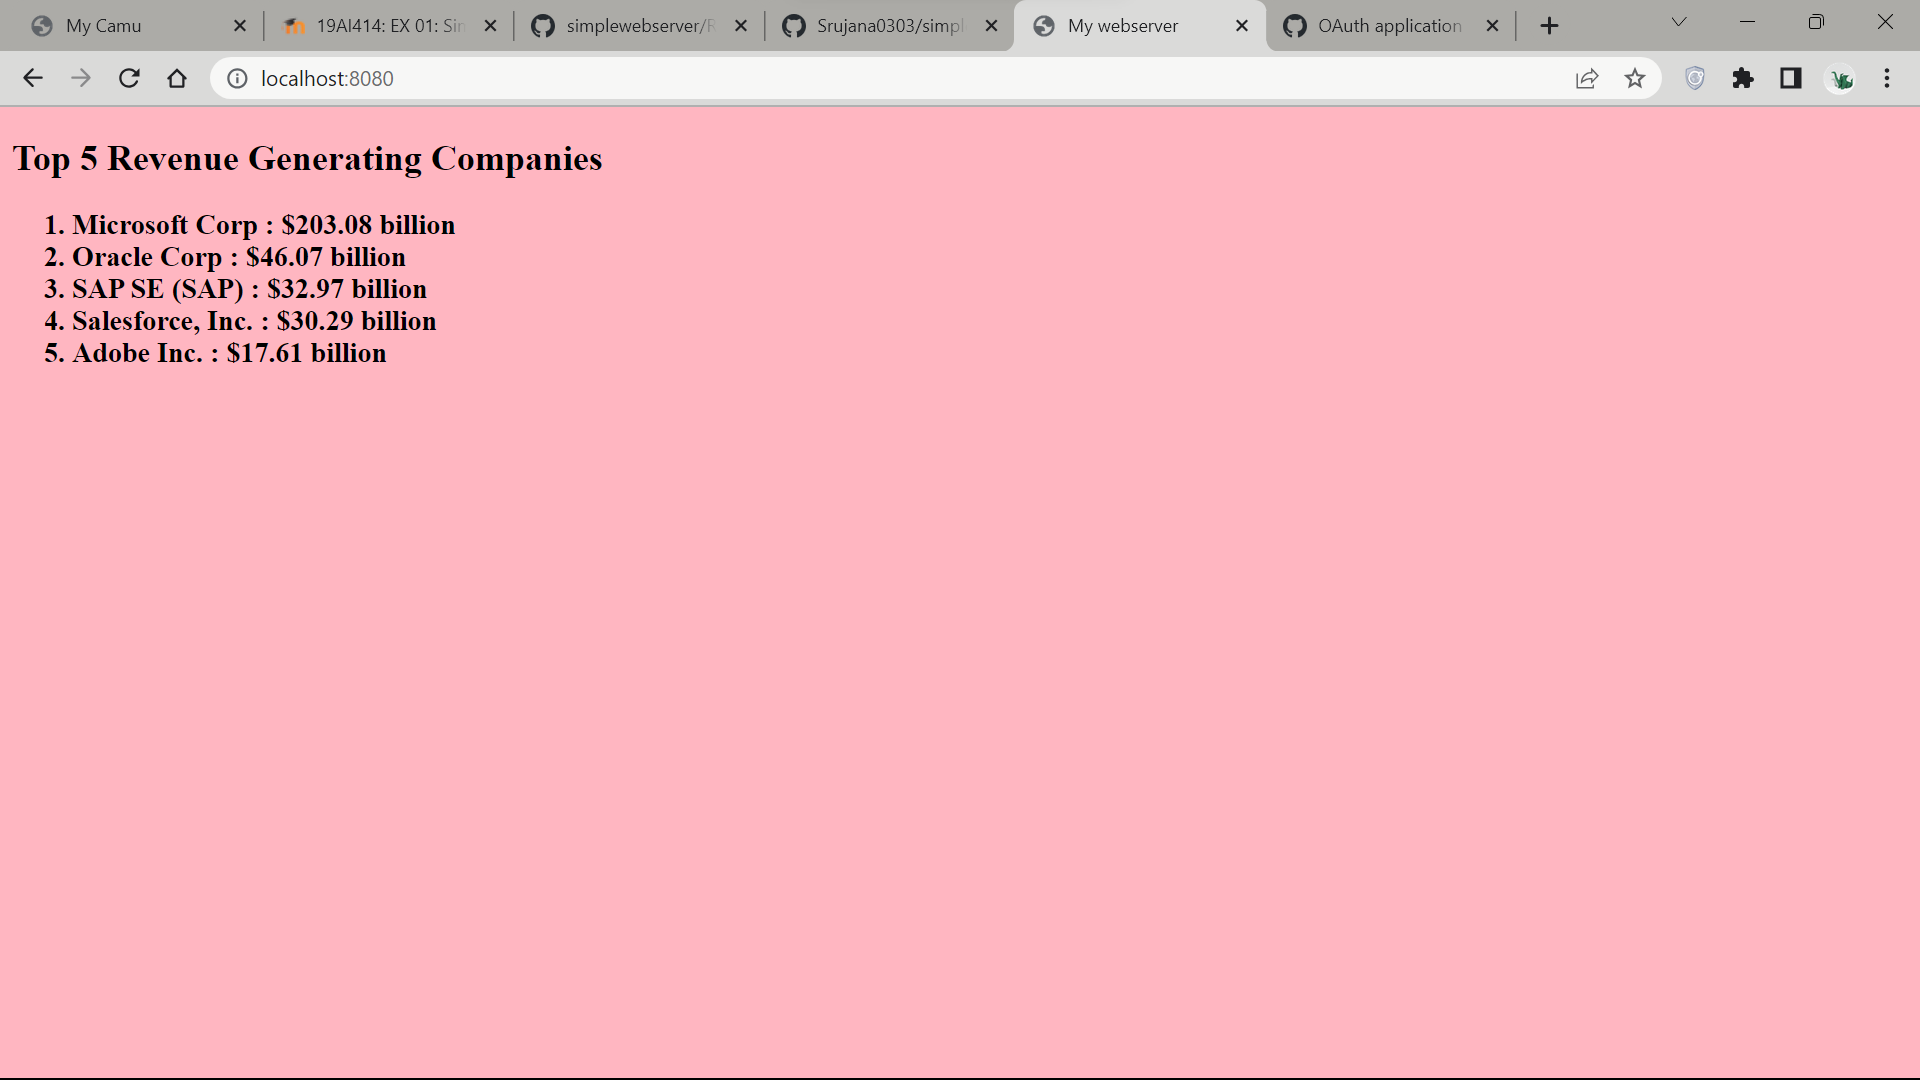 My Camu
19AI414: EX 01: Sin
simplewebserver/R
Srujana0303/simpl
My webserver
OAuth application
localhost:8080
Top 5 Revenue Generating Companies
1. Microsoft Corp : $203.08 billion
2. Oracle Corp : $46.07 billion
3. SAP SE (SAP) : $32.97 billion
4. Salesforce, Inc. : $30.29 billion
5. Adobe Inc. : $17.61 billion